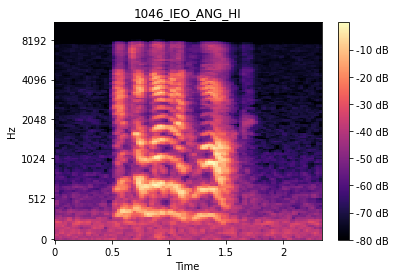 1046_IEO_ANG_HI
8192
4096
2048
1024
512
0
Hz
0
0.5
1
1.5
2
Time
-10 dB
-20 dB
-30 dB
-40 dB
-50 dB
-60 dB
-70 dB
-80 dB